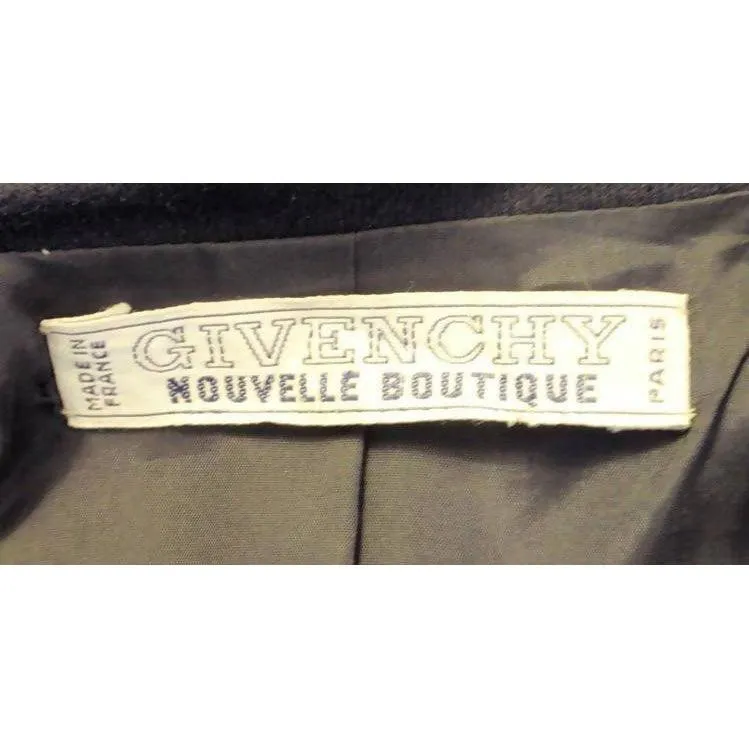 MADE IN
FRANCE
GIVENCHY
NOUVELLE BOUTIQUE
PARIS